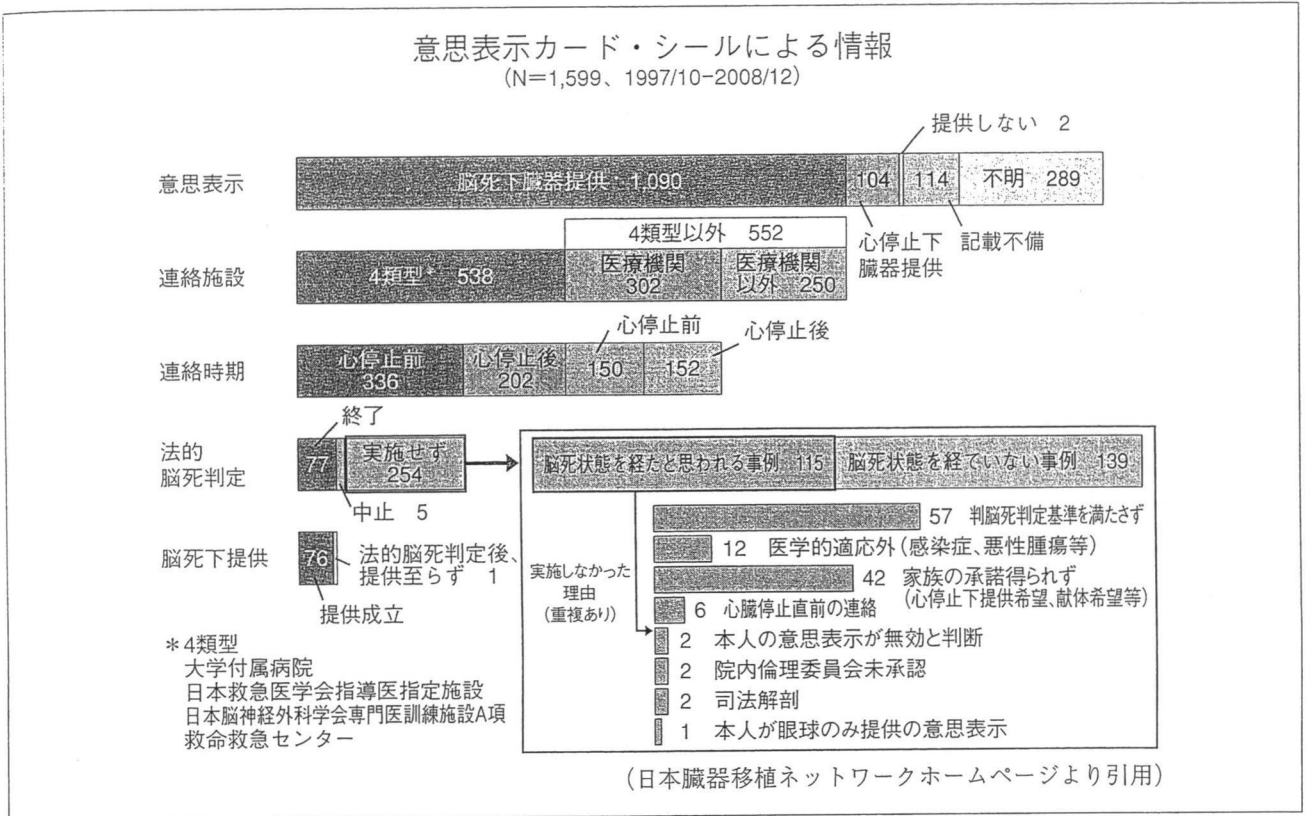 意思表示カード・シールによる情報
(N=1,599、1997/10-2008/12)
提供しない 2
意思表示
脳死下臓器提供 1,090
104
114
不明 289
心停止下
臓器提供
記載不備
4類型以外 552
連絡施設
4類型* 538
医療機関
302
医療機関
以外 250
心停止前
心停止後
連絡時期
心停止前
336
心停止後
202
150
152
終了
法的
脳死判定
77
実施せず
254
中止 5
脳死状態を経たと思われる事例 115
脳死状態を経ていない事例 139
57 判脳死判定基準を満たさず
12 医学的適応外(感染症、悪性腫瘍等)
42 家族の承諾得られず
(心停止下提供希望、献体希望等)
6 心臓停止直前の連絡
2 本人の意思表示が無効と判断
2 院内倫理委員会未承認
2 司法解剖
1 本人が眼球のみ提供の意思表示
実施しなかった
理由
(重複あり)
脳死下提供
76
法的脳死判定後、
提供至らず 1
提供成立
*4類型
大学付属病院
日本救急医学会指導医指定施設
日本脳神経外科学会専門医訓練施設A項
救命救急センター
(日本臓器移植ネットワークホームページより引用)